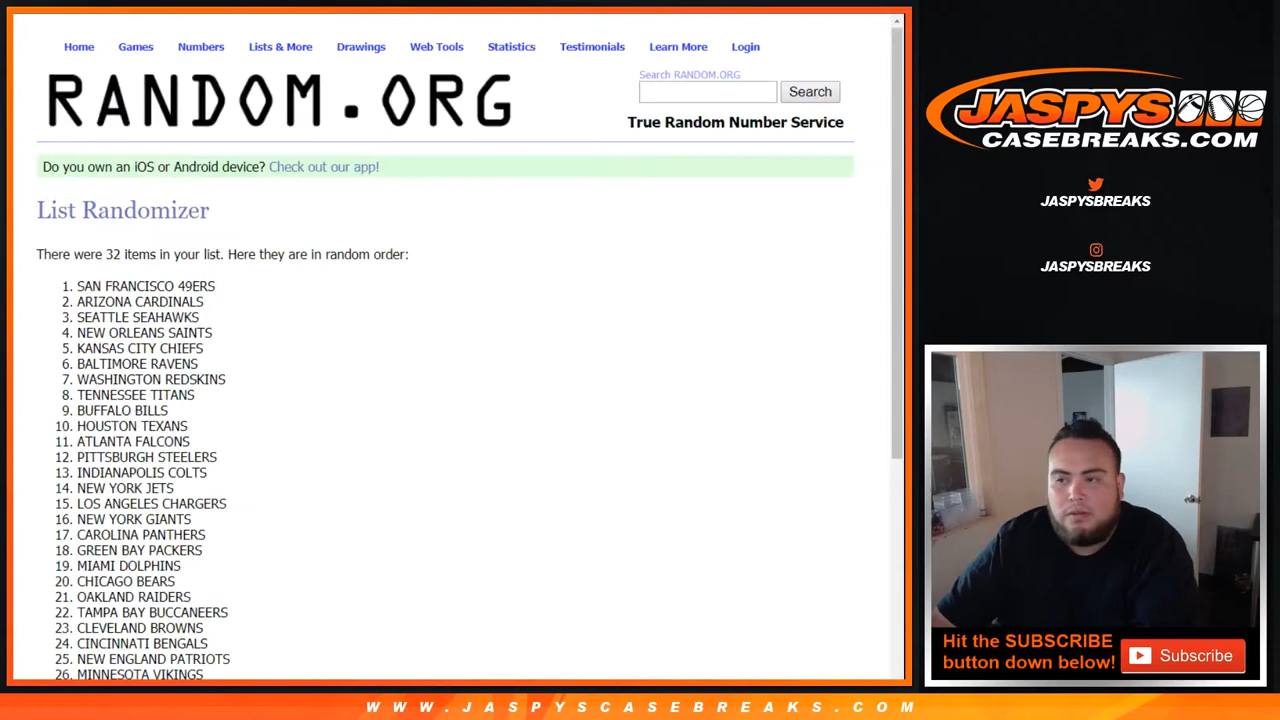 Home Games Numbers Lists & More Drawings Web Tools Statistics Testimonials Learn More Login
RANDOM.ORG
Search RANDOM.ORG
Search
True Random Number Service
Do you own an iOS or Android device? Check out our app!
List Randomizer
There were 32 items in your list. Here they are in random order:
1. SAN FRANCISCO 49ERS
2. ARIZONA CARDINALS
3. SEATTLE SEAHAWKS
4. NEW ORLEANS SAINTS
5. KANSAS CITY CHIEFS
6. BALTIMORE RAVENS
7. WASHINGTON REDSKINS
8. TENNESSEE TITANS
9. BUFFALO BILLS
10. HOUSTON TEXANS
11. ATLANTA FALCONS
12. PITTSBURGH STEELERS
13. INDIANAPOLIS COLTS
14. NEW YORK JETS
15. LOS ANGELES CHARGERS
16. NEW YORK GIANTS
17. CAROLINA PANTHERS
18. GREEN BAY PACKERS
19. MIAMI DOLPHINS
20. CHICAGO BEARS
21. OAKLAND RAIDERS
22. TAMPA BAY BUCCANEERS
23. CLEVELAND BROWNS
24. CINCINNATI BENGALS
25. NEW ENGLAND PATRIOTS
26. MINNESOTA VIKINGS
JASPYS
CASEBREAKS.COM
JASPYSBREAKS
JASPYSBREAKS
Hit the SUBSCRIBE
button down below!
Subscribe
WWW.JASPYSCASEBREAKS.COM